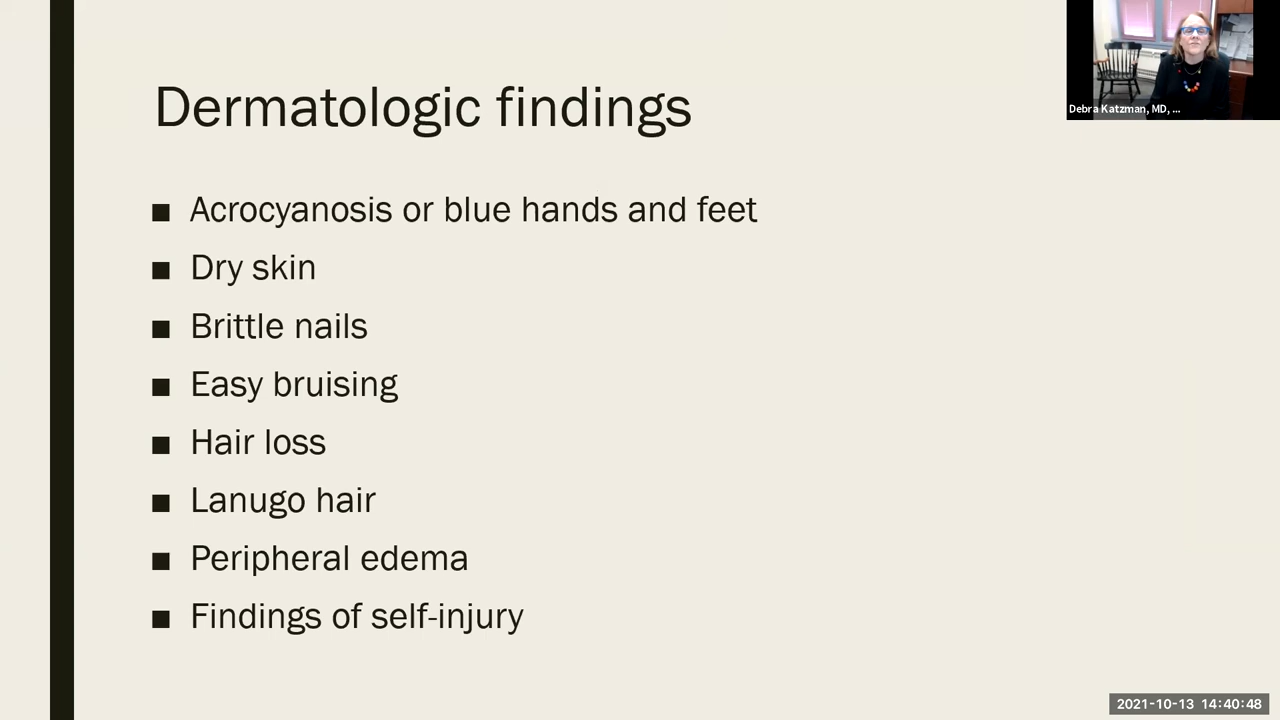 Debra Katzman, MD, ...
Dermatologic findings
■ Acrocyanosis or blue hands and feet
■ Dry skin
■ Brittle nails
■ Easy bruising
■ Hair loss
■ Lanugo hair
■ Peripheral edema
■ Findings of self-injury
2021-10-13 14:40:48